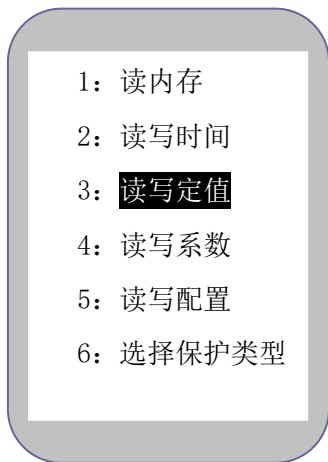 1: 读内存
2: 读写时间
3: 读写定值
4: 读写系数
5: 读写配置
6: 选择保护类型